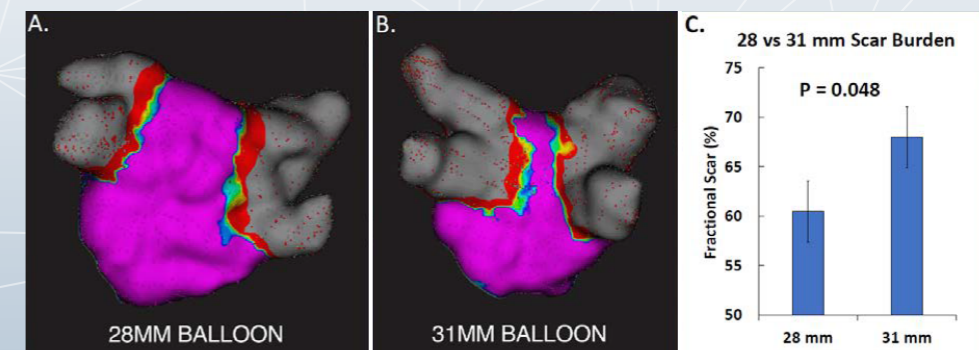 A.
28MM BALLOON
B.
31MM BALLOON
C.
28 vs 31 mm Scar Burden
P = 0.048
Fractional Scar (%)
75
70
65
60
55
50
28 mm
31 mm